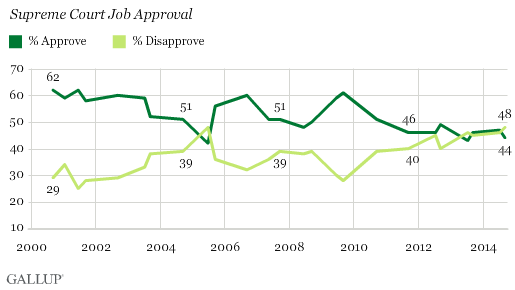 Supreme Court Job Approval
% Approve % Disapprove
70
62
60
51 51
50
46 48
44
40
39 39 40
30
29
20
10
2000 2002 2004 2006 2008 2010 2012 2014
GALLUP®